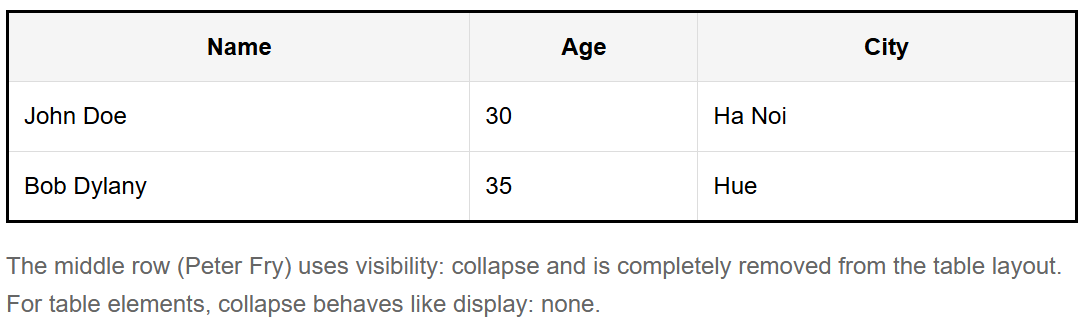 Name Age City
John Doe 30 Ha Noi
Bob Dylany 35 Hue
The middle row (Peter Fry) uses visibility: collapse and is completely removed from the table layout.
For table elements, collapse behaves like display: none.